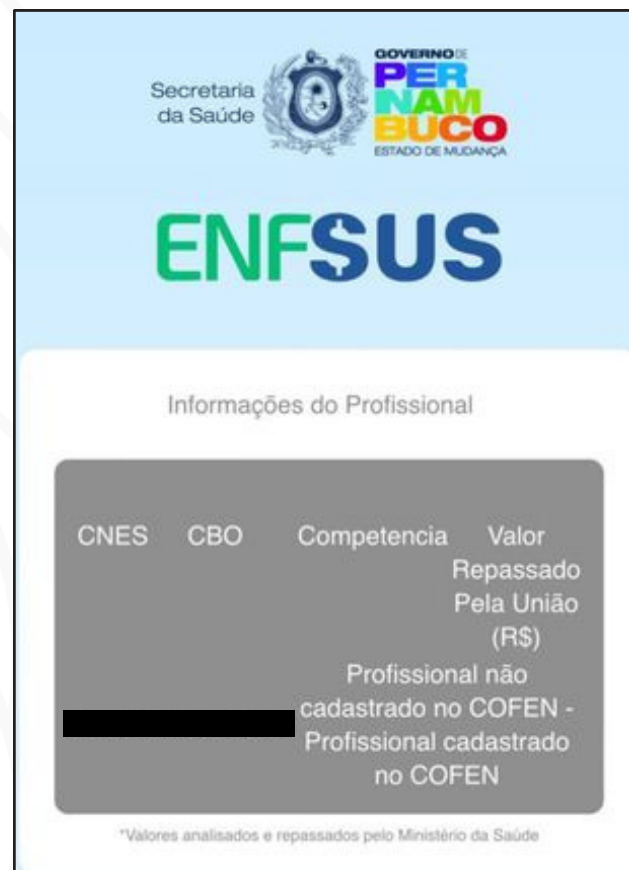 Secretaria
da Saúde
GOVERNO DE
PER
NAM
BUCO
ESTADO DE MUDANÇA
ENFSUS
Informações do Profissional
CNES CBO Competencia Valor
Repassado
Pela União
(R$)
Profissional não
cadastrado no COFEN -
Profissional cadastrado
no COFEN
*Valores analisados e repassados pelo Ministério da Saúde